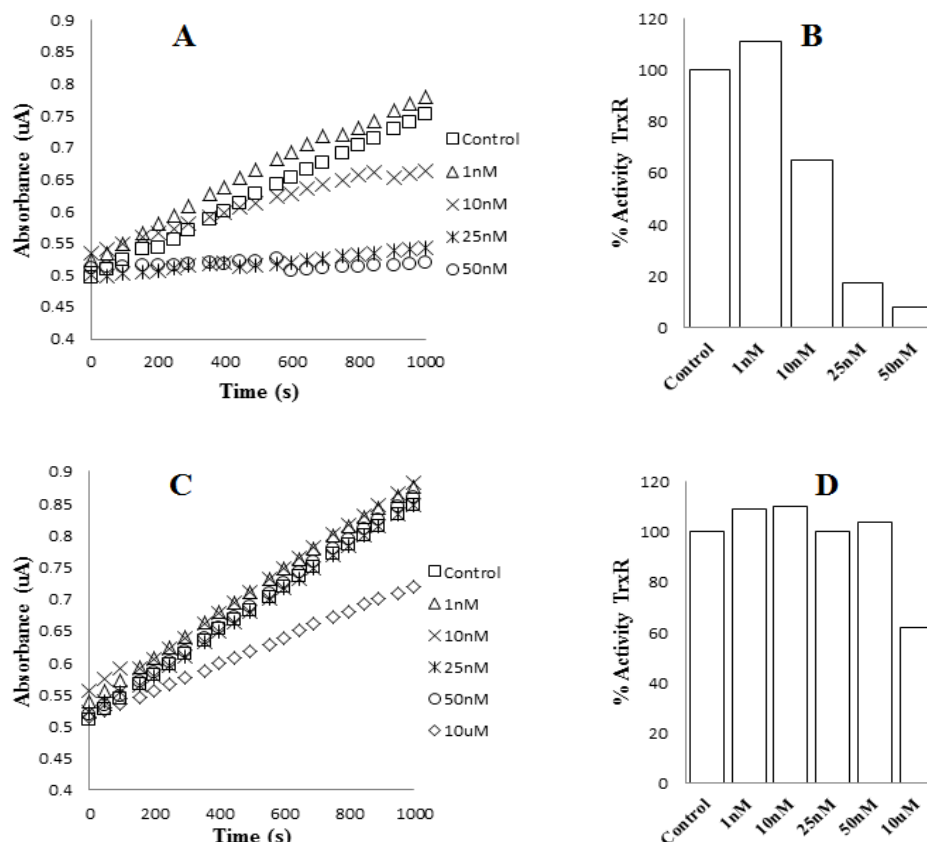 A
Absorbance (uA)
0.9
0.85
0.8
0.75
0.7
0.65
0.6
0.55
0.5
0.45
0.4
0 200 400 600 800 1000
Time (s)
Control
1nM
10nM
25nM
50nM
B
% Activity TrxR
120
100
80
60
40
20
0
Control 1nM 10nM 25nM 50nM
C
Absorbance (uA)
0.9
0.85
0.8
0.75
0.7
0.65
0.6
0.55
0.5
0.45
0.4
0 200 400 600 800 1000
Time (s)
Control
1nM
10nM
25nM
50nM
10uM
D
% Activity TrxR
120
100
80
60
40
20
0
Control 1nM 10nM 25nM 50nM 10uM